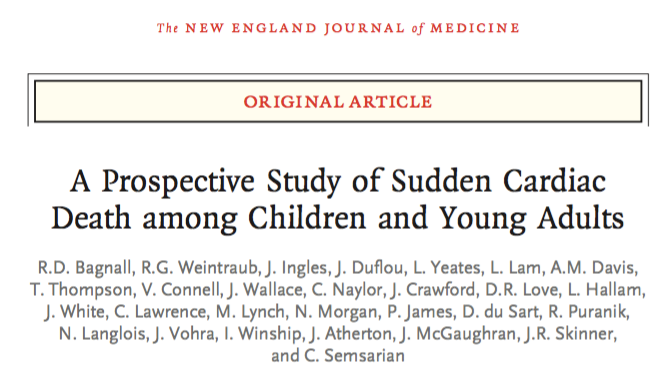 The NEW ENGLAND JOURNAL of MEDICINE
ORIGINAL ARTICLE
A Prospective Study of Sudden Cardiac
Death among Children and Young Adults
R.D. Bagnall, R.G. Weintraub, J. Ingles, J. Duflou, L. Yeates, L. Lam, A.M. Davis,
T. Thompson, V. Connell, J. Wallace, C. Naylor, J. Crawford, D.R. Love, L. Hallam,
J. White, C. Lawrence, M. Lynch, N. Morgan, P. James, D. du Sart, R. Puranik,
N. Langlois, J. Vohra, I. Winship, J. Atherton, J. McGaughran, J.R. Skinner,
and C. Semsarian